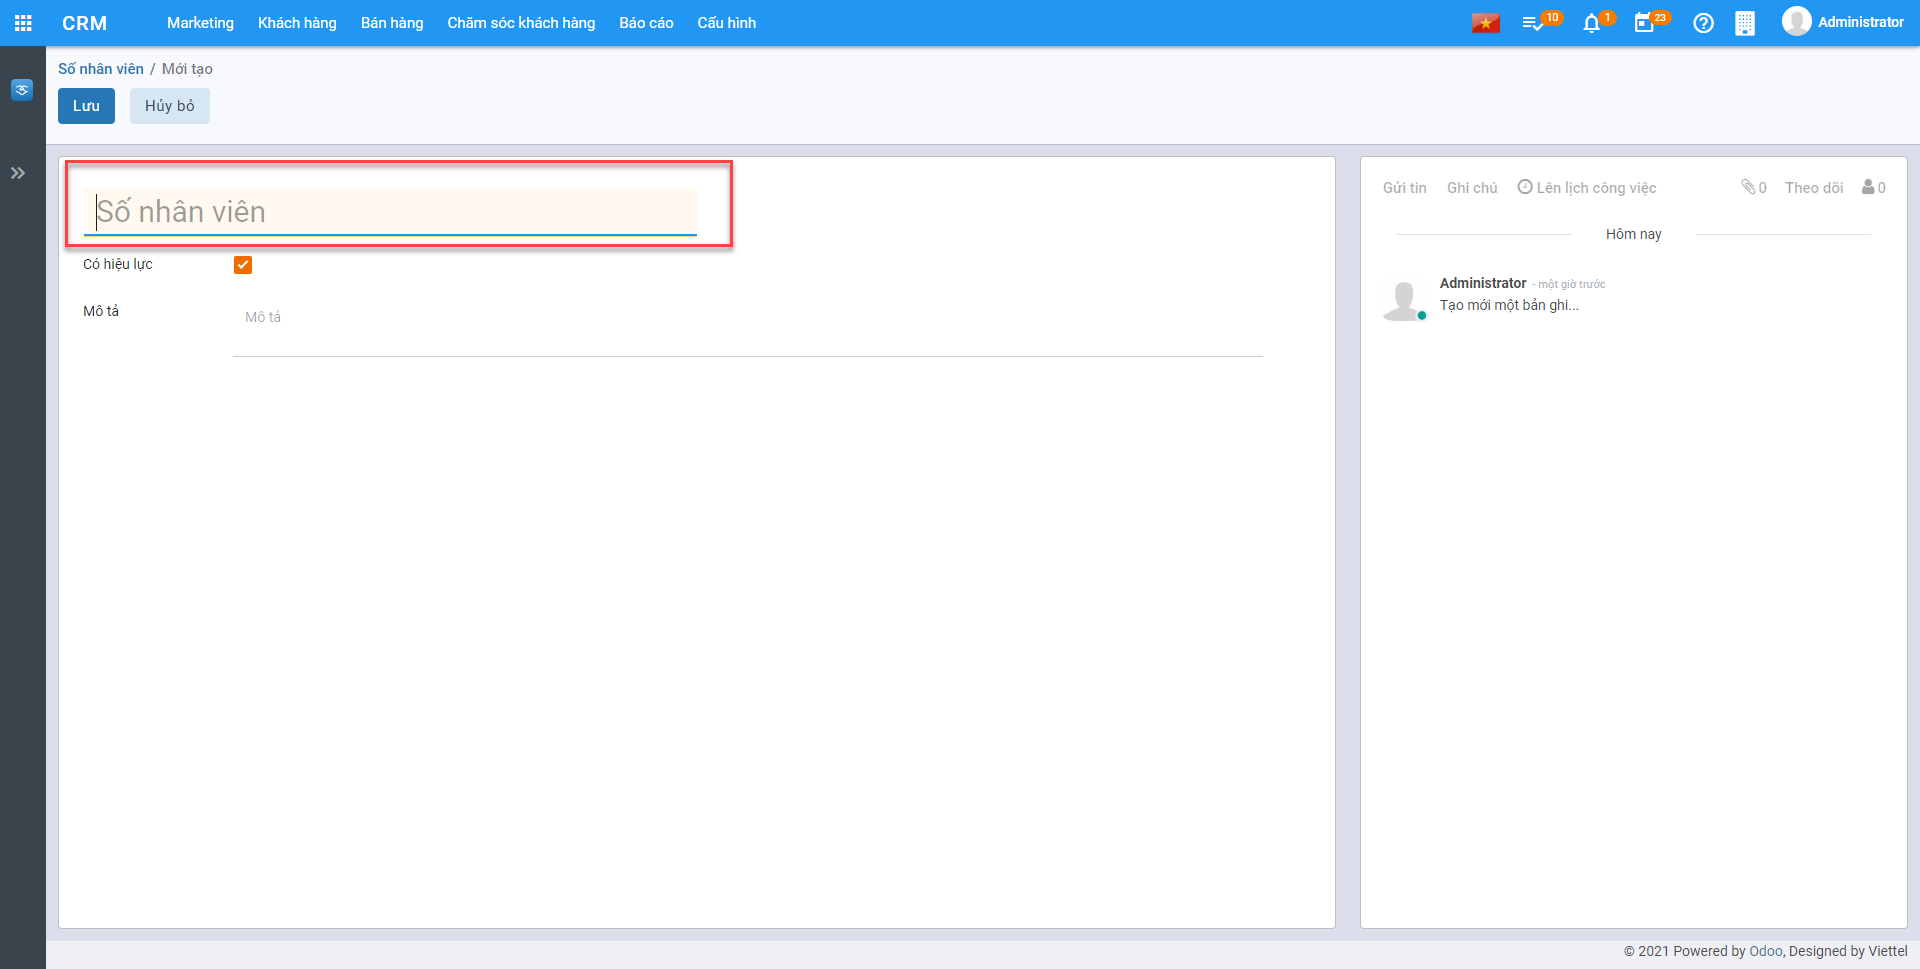 CRM Marketing Khách hàng Bán hàng Chăm sóc khách hàng Báo cáo Cấu hình 10 1 23 Administrator
Số nhân viên / Mới tạo
Lưu Hủy bỏ
Số nhân viên
Có hiệu lực
Mô tả
Mô tả
Gửi tin Ghi chú Lên lịch công việc 0 Theo dõi 0
Hôm nay
Administrator - một giờ trước
Tạo mới một bản ghi...
© 2021 Powered by Odoo, Designed by Viettel